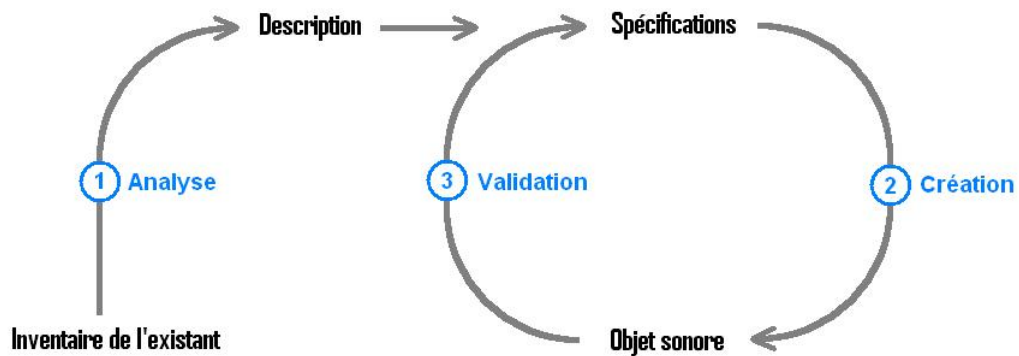 Description
Spécifications
1 Analyse
3 Validation
2 Création
Inventaire de l'existant
Objet sonore